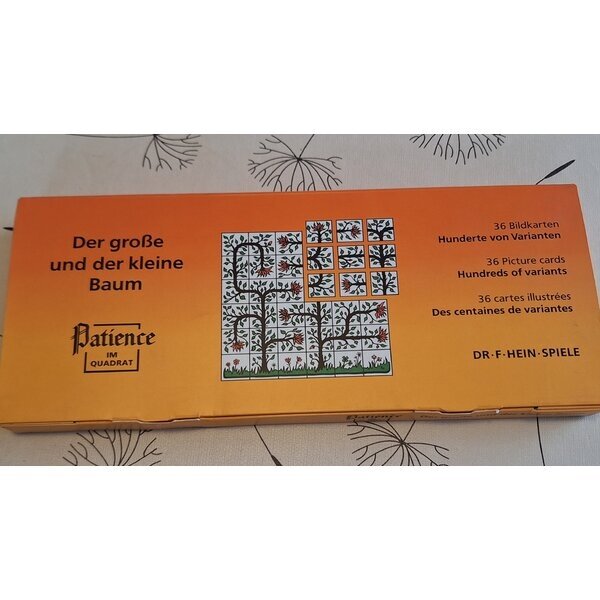 Der große
und der kleine
Baum
Patience
IM
QUADRAT
36 Bildkarten
Hunderte von Varianten
36 Picture cards
Hundreds of variants
36 cartes illustrées
Des centaines de variantes
DR·F·HEIN·SPIELE
Patience